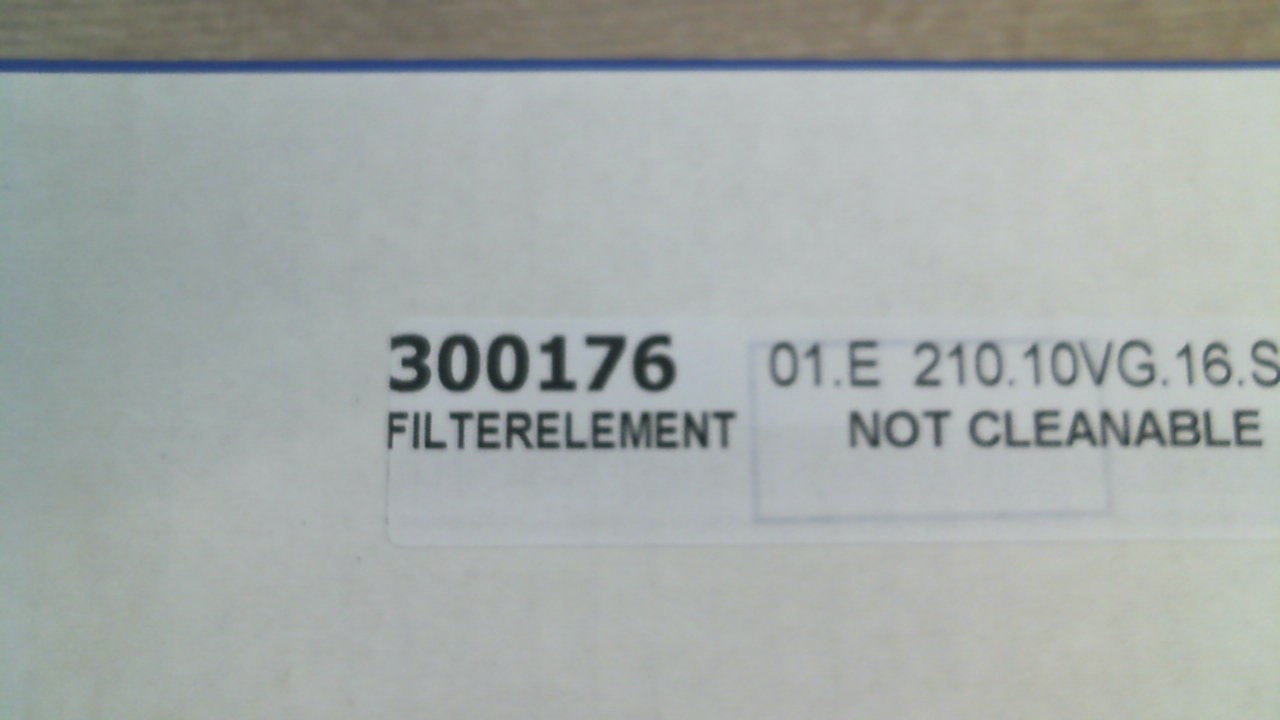 300176 01.E 210.10VG.16.S
FILTERELEMENT NOT CLEANABLE